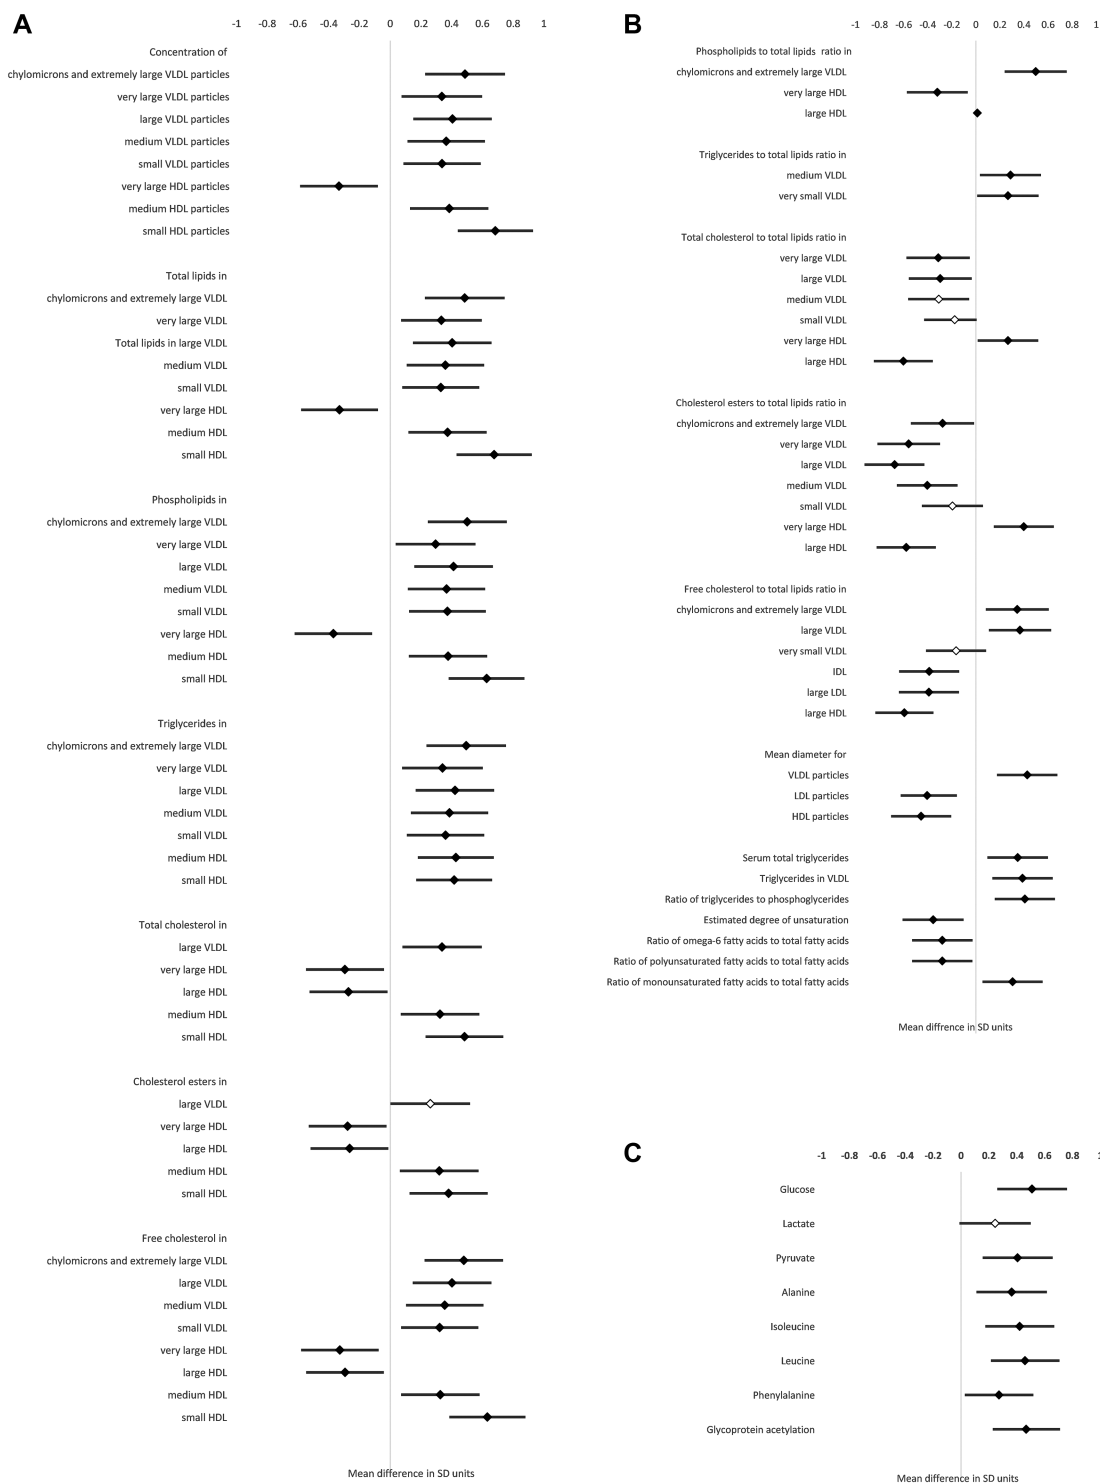 A
-1 -0.8 -0.6 -0.4 -0.2 0 0.2 0.4 0.6 0.8 1
Concentration of
chylomicrons and extremely large VLDL particles
very large VLDL particles
large VLDL particles
medium VLDL particles
small VLDL particles
very large HDL particles
medium HDL particles
small HDL particles
Total lipids in
chylomicrons and extremely large VLDL
very large VLDL
Total lipids in large VLDL
medium VLDL
small VLDL
very large HDL
medium HDL
small HDL
Phospholipids in
chylomicrons and extremely large VLDL
very large VLDL
large VLDL
medium VLDL
small VLDL
very large HDL
medium HDL
small HDL
Triglycerides in
chylomicrons and extremely large VLDL
very large VLDL
large VLDL
medium VLDL
small VLDL
medium HDL
small HDL
Total cholesterol in
large VLDL
very large HDL
large HDL
medium HDL
small HDL
Cholesterol esters in
large VLDL
very large HDL
large HDL
medium HDL
small HDL
Free cholesterol in
chylomicrons and extremely large VLDL
large VLDL
medium VLDL
small VLDL
very large HDL
large HDL
medium HDL
small HDL
Mean difference in SD units
B
-1 -0.8 -0.6 -0.4 -0.2 0 0.2 0.4 0.6 0.8 1
Phospholipids to total lipids ratio in
chylomicrons and extremely large VLDL
very large HDL
large HDL
Triglycerides to total lipids ratio in
medium VLDL
very small VLDL
Total cholesterol to total lipids ratio in
very large VLDL
large VLDL
medium VLDL
small VLDL
very large HDL
large HDL
Cholesterol esters to total lipids ratio in
chylomicrons and extremely large VLDL
very large VLDL
large VLDL
medium VLDL
small VLDL
very large HDL
large HDL
Free cholesterol to total lipids ratio in
chylomicrons and extremely large VLDL
large VLDL
very small VLDL
IDL
large LDL
large HDL
Mean diameter for
VLDL particles
LDL particles
HDL particles
Serum total triglycerides
Triglycerides in VLDL
Ratio of triglycerides to phosphoglycerides
Estimated degree of unsaturation
Ratio of omega-6 fatty acids to total fatty acids
Ratio of polyunsaturated fatty acids to total fatty acids
Ratio of monounsaturated fatty acids to total fatty acids
Mean diffrence in SD units
C
-1 -0.8 -0.6 -0.4 -0.2 0 0.2 0.4 0.6 0.8 1
Glucose
Lactate
Pyruvate
Alanine
Isoleucine
Leucine
Phenylalanine
Glycoprotein acetylation
Mean difference in SD units